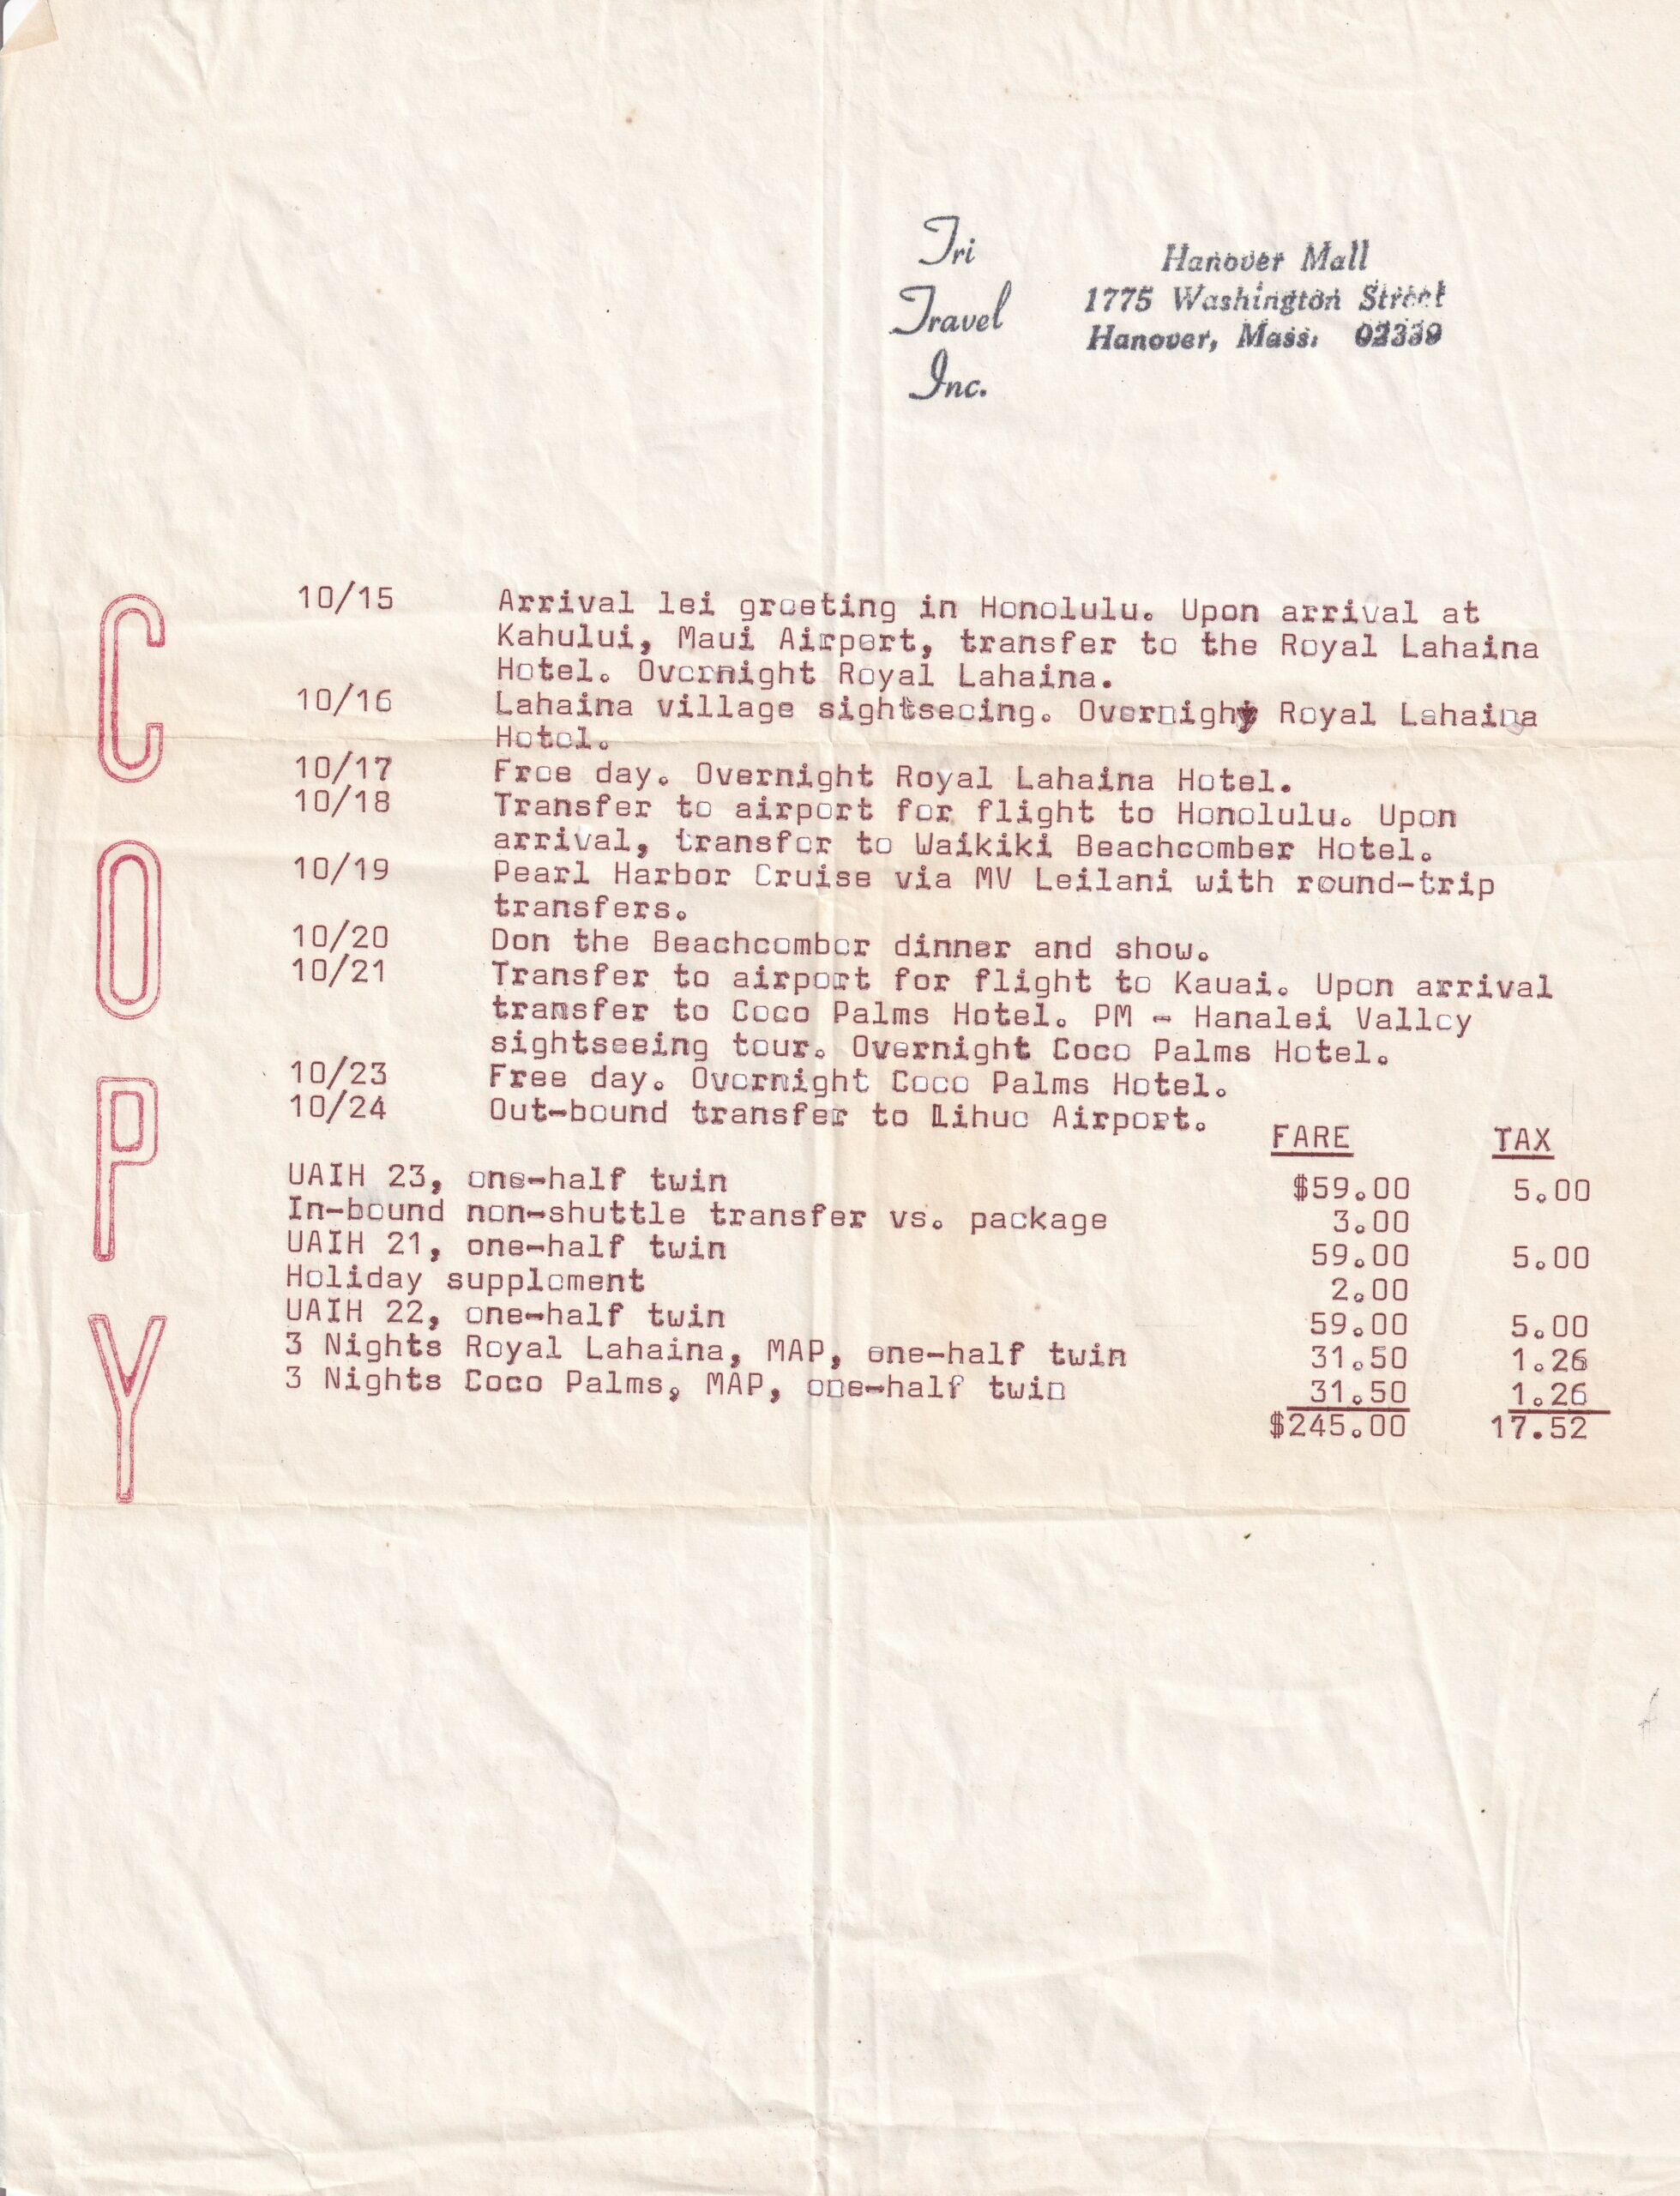 Tri
Travel
Inc.
Hanover Mall
1775 Washington Street
Hanover, Mass. 02339
COPY
10/15 Arrival lei greeting in Honolulu. Upon arrival at
Kahului, Maui Airport, transfer to the Royal Lahaina
Hotel. Overnight Royal Lahaina.
10/16 Lahaina village sightseeing. Overnight Royal Lahaina
Hotel.
10/17 Free day. Overnight Royal Lahaina Hotel.
10/18 Transfer to airport for flight to Honolulu. Upon
arrival, transfer to Waikiki Beachcomber Hotel.
10/19 Pearl Harbor Cruise via MV Leilani with round-trip
transfers.
10/20 Don the Beachcomber dinner and show.
10/21 Transfer to airport for flight to Kauai. Upon arrival
transfer to Coco Palms Hotel. PM - Hanalei Valley
sightseeing tour. Overnight Coco Palms Hotel.
10/23 Free day. Overnight Coco Palms Hotel.
10/24 Out-bound transfer to Lihue Airport.
FARE TAX
UAIH 23, one-half twin $59.00 5.00
In-bound non-shuttle transfer vs. package 3.00
UAIH 21, one-half twin 59.00 5.00
Holiday supplement 2.00
UAIH 22, one-half twin 59.00 5.00
3 Nights Royal Lahaina, MAP, one-half twin 31.50 1.26
3 Nights Coco Palms, MAP, one-half twin 31.50 1.26
$245.00 17.52